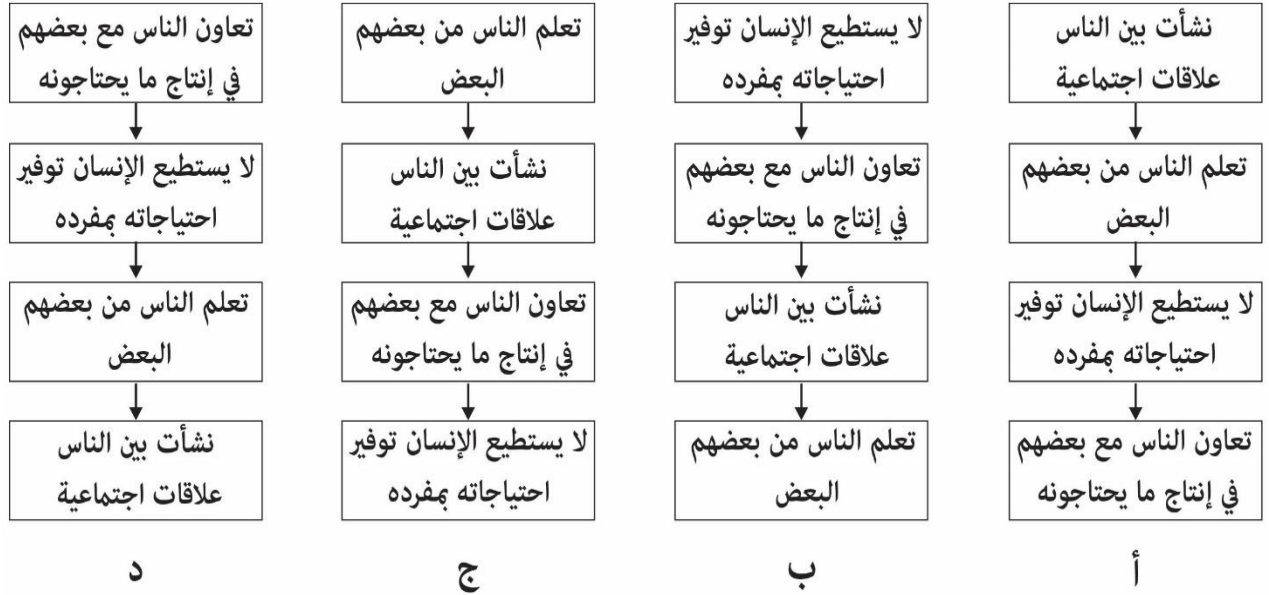 نشأت بين الناس
علاقات اجتماعية
تعلم الناس من بعضهم
البعض
لا يستطيع الإنسان توفير
احتياجاته بمفرده
تعاون الناس مع بعضهم
في إنتاج ما يحتاجونه
أ
لا يستطيع الإنسان توفير
احتياجاته بمفرده
تعاون الناس مع بعضهم
في إنتاج ما يحتاجونه
نشأت بين الناس
علاقات اجتماعية
تعلم الناس من بعضهم
البعض
ب
تعلم الناس من بعضهم
البعض
نشأت بين الناس
علاقات اجتماعية
تعاون الناس مع بعضهم
في إنتاج ما يحتاجونه
لا يستطيع الإنسان توفير
احتياجاته بمفرده
ج
تعاون الناس مع بعضهم
في إنتاج ما يحتاجونه
لا يستطيع الإنسان توفير
احتياجاته بمفرده
تعلم الناس من بعضهم
البعض
نشأت بين الناس
علاقات اجتماعية
د